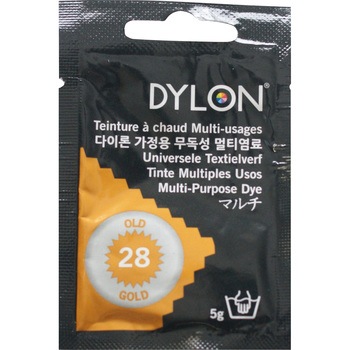 DYLON®
Teinture à chaud Multi-usages
다이론 가정용 무독성 멀티염료
Universele Textielverf
Tinte Multiples Usos
Multi-Purpose Dye
マルチ
OLD
28
GOLD
5g